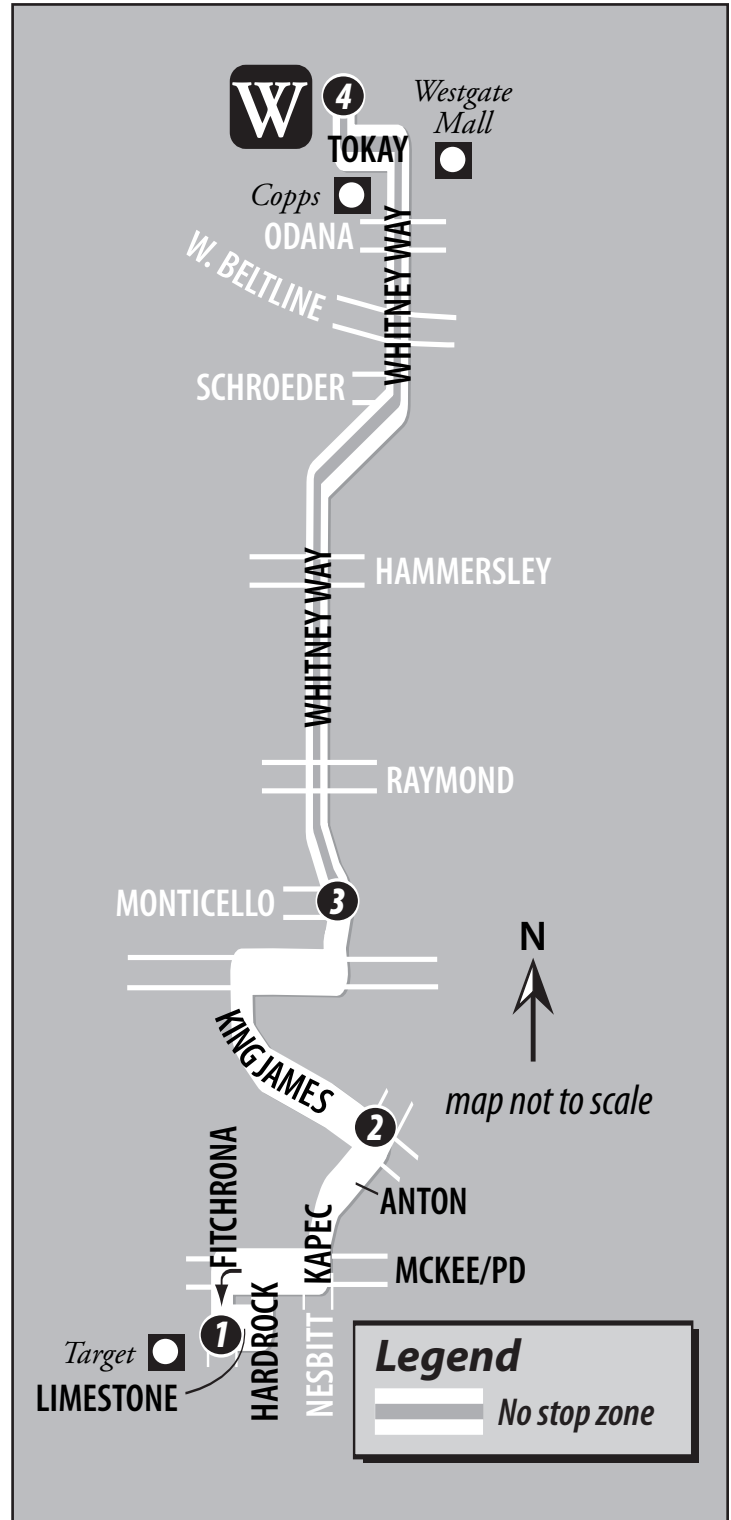 W
4
Westgate
Mall
TOKAY
Copps
ODANA
WHITNEY WAY
W. BELTLINE
SCHROEDER
HAMMERSLEY
WHITNEY WAY
RAYMOND
MONTICELLO
3
N
KING JAMES
map not to scale
2
FITCHRONA
ANTON
KAPEC
MCKEE/PD
HARDROCK
NESBITT
1
Target
LIMESTONE
Legend
No stop zone